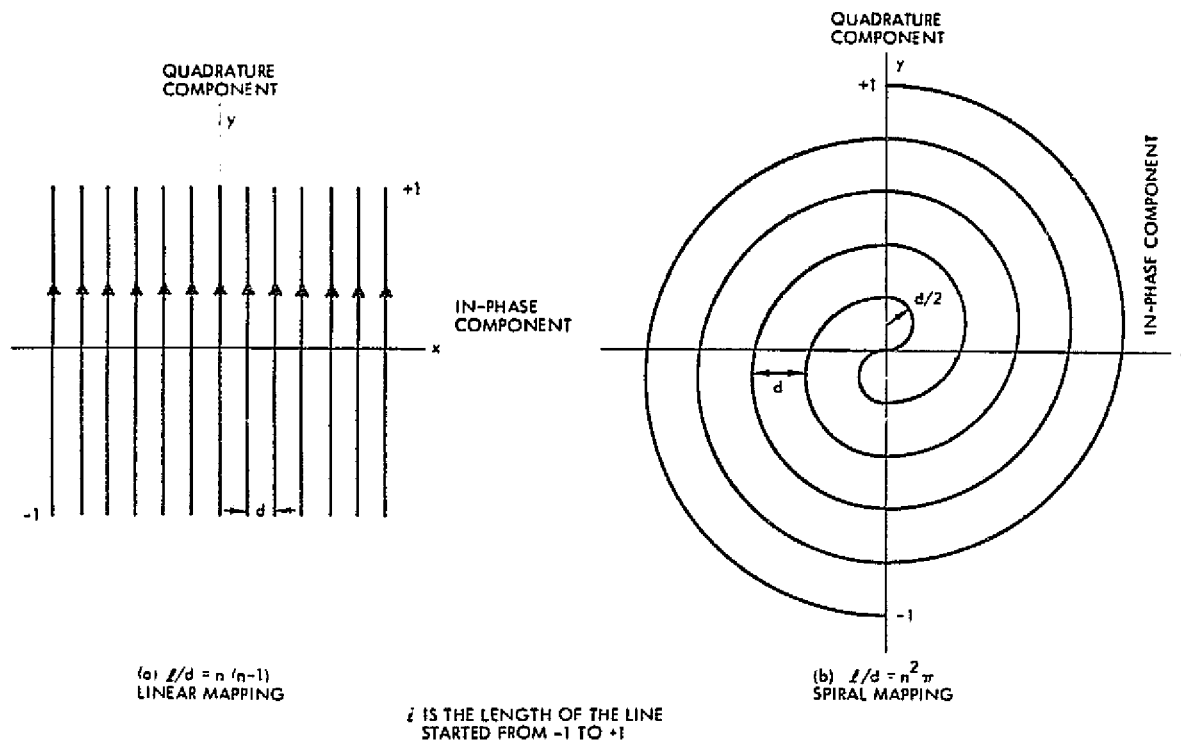 QUADRATURE
COMPONENT
y
+1
IN-PHASE
COMPONENT
x
-1
d
(a) ℓ/d = n (n-1)
LINEAR MAPPING
QUADRATURE
COMPONENT
y
+1
IN-PHASE COMPONENT
d/2
d
-1
(b) ℓ/d = n² π
SPIRAL MAPPING
ℓ IS THE LENGTH OF THE LINE
STARTED FROM -1 TO +1